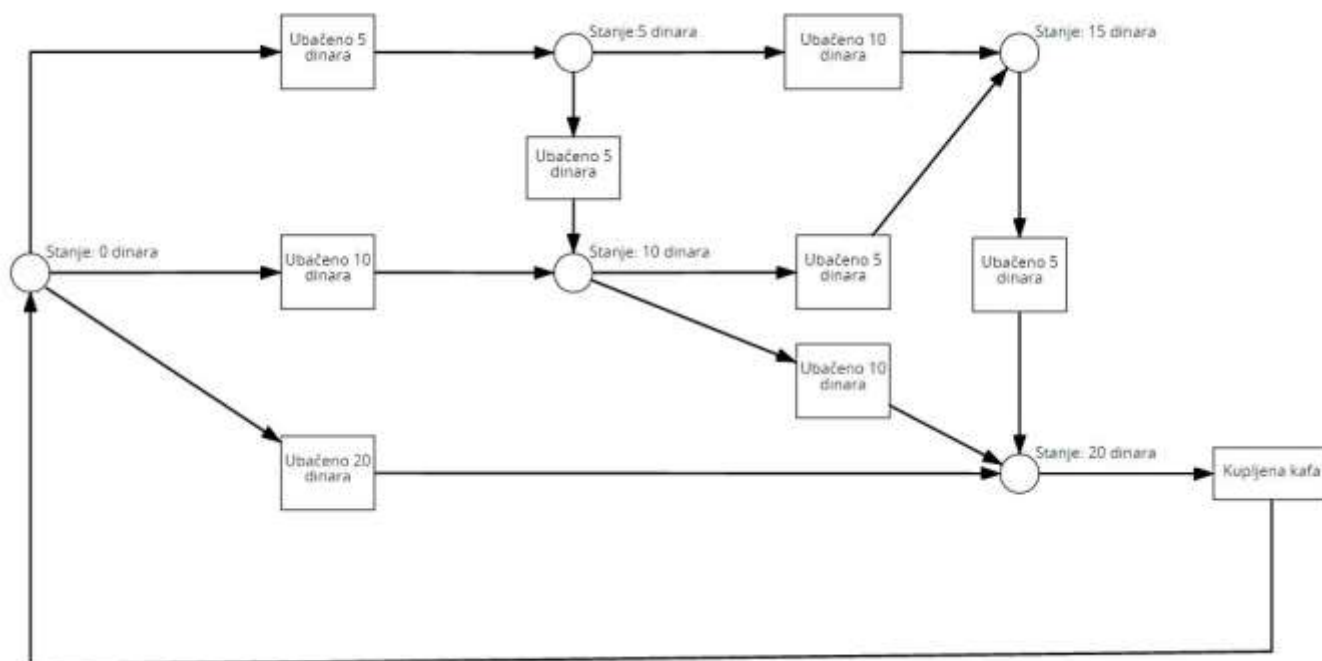 Ubačeno 5
dinara
Stanje:5 dinara
Ubačeno 10
dinara
Stanje: 15 dinara
Ubačeno 5
dinara
Stanje: 0 dinara
Ubačeno 10
dinara
Stanje: 10 dinara
Ubačeno 5
dinara
Ubačeno 5
dinara
Ubačeno 10
dinara
Ubačeno 20
dinara
Stanje: 20 dinara
Kupljena kafa